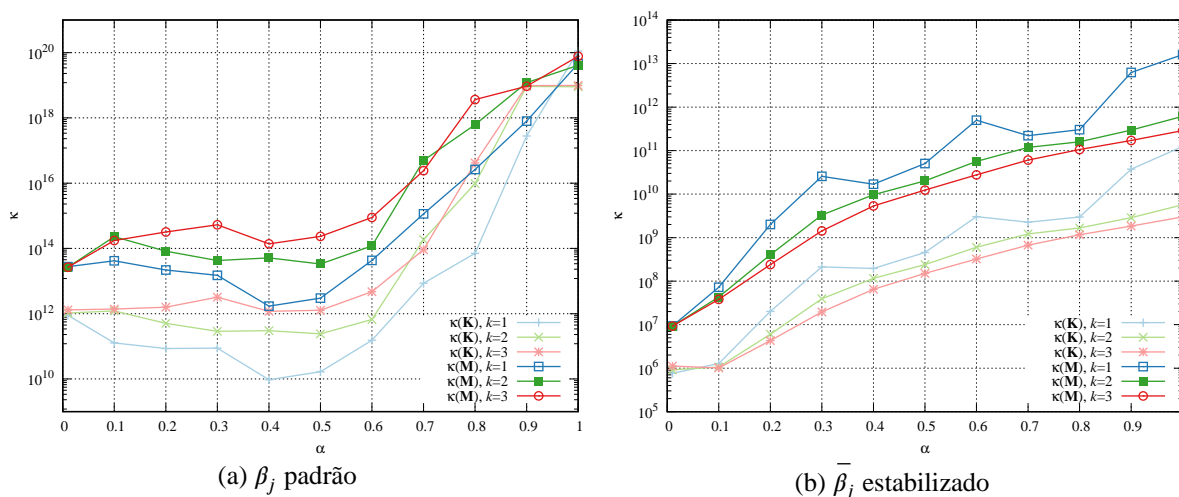 10^20
10^18
10^16
10^14
10^12
10^10
κ
0 0.1 0.2 0.3 0.4 0.5 0.6 0.7 0.8 0.9 1
α
κ(K), k=1
κ(K), k=2
κ(K), k=3
κ(M), k=1
κ(M), k=2
κ(M), k=3
(a) β_j padrão
10^14
10^13
10^12
10^11
10^10
10^9
10^8
10^7
10^6
10^5
κ
0 0.1 0.2 0.3 0.4 0.5 0.6 0.7 0.8 0.9
α
κ(K), k=1
κ(K), k=2
κ(K), k=3
κ(M), k=1
κ(M), k=2
κ(M), k=3
(b) β̄_j estabilizado